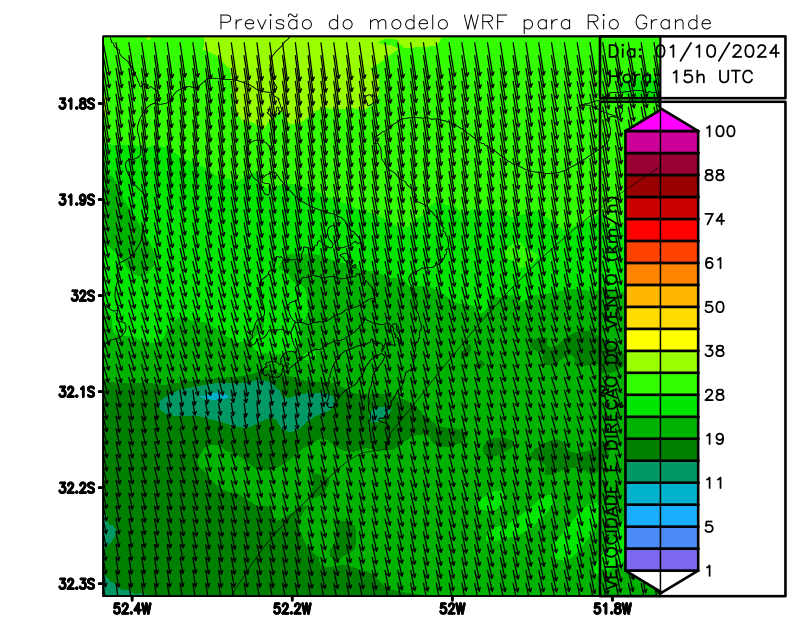 Previsão do modelo WRF para Rio Grande
Dia: 01/10/2024
Hora: 15h UTC
31.8S
31.9S
32S
32.1S
32.2S
32.3S
52.4W
52.2W
52W
51.8W
VELOCIDADE E DIREÇÃO DO VENTO (km/h)
100
88
74
61
50
38
28
19
11
5
1